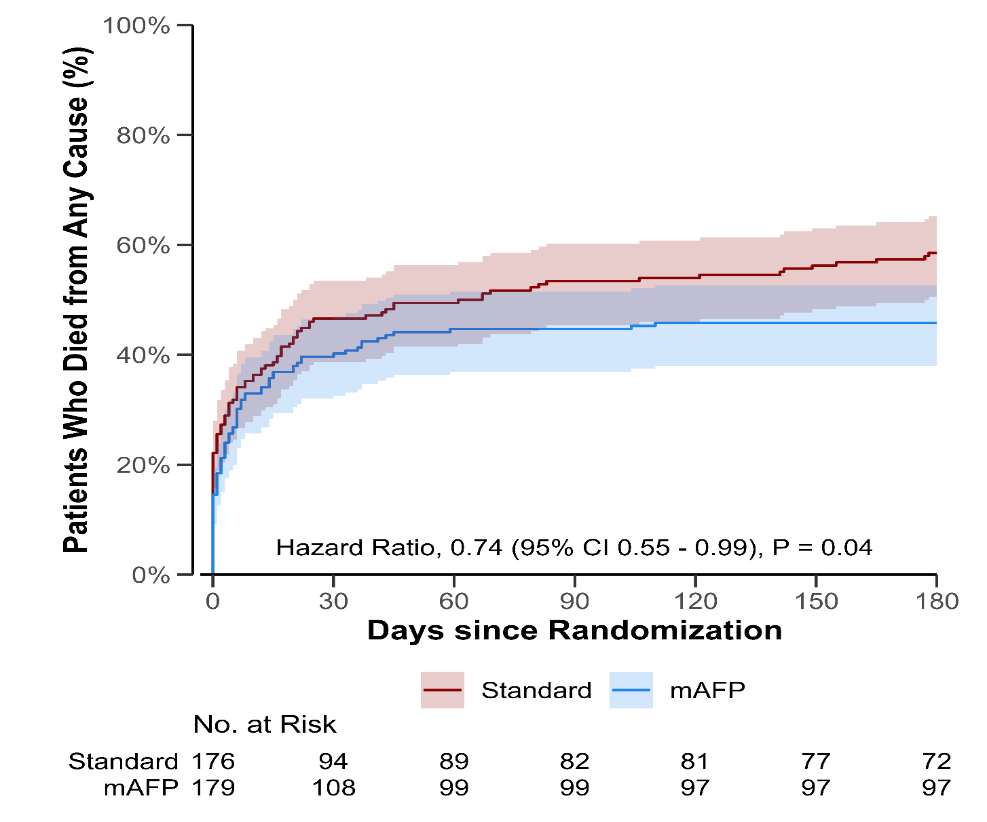 Patients Who Died from Any Cause (%)
100%
80%
60%
40%
20%
0%
Hazard Ratio, 0.74 (95% CI 0.55 - 0.99), P = 0.04
0 30 60 90 120 150 180
Days since Randomization
Standard mAFP
No. at Risk
Standard 176 94 89 82 81 77 72
mAFP 179 108 99 99 97 97 97